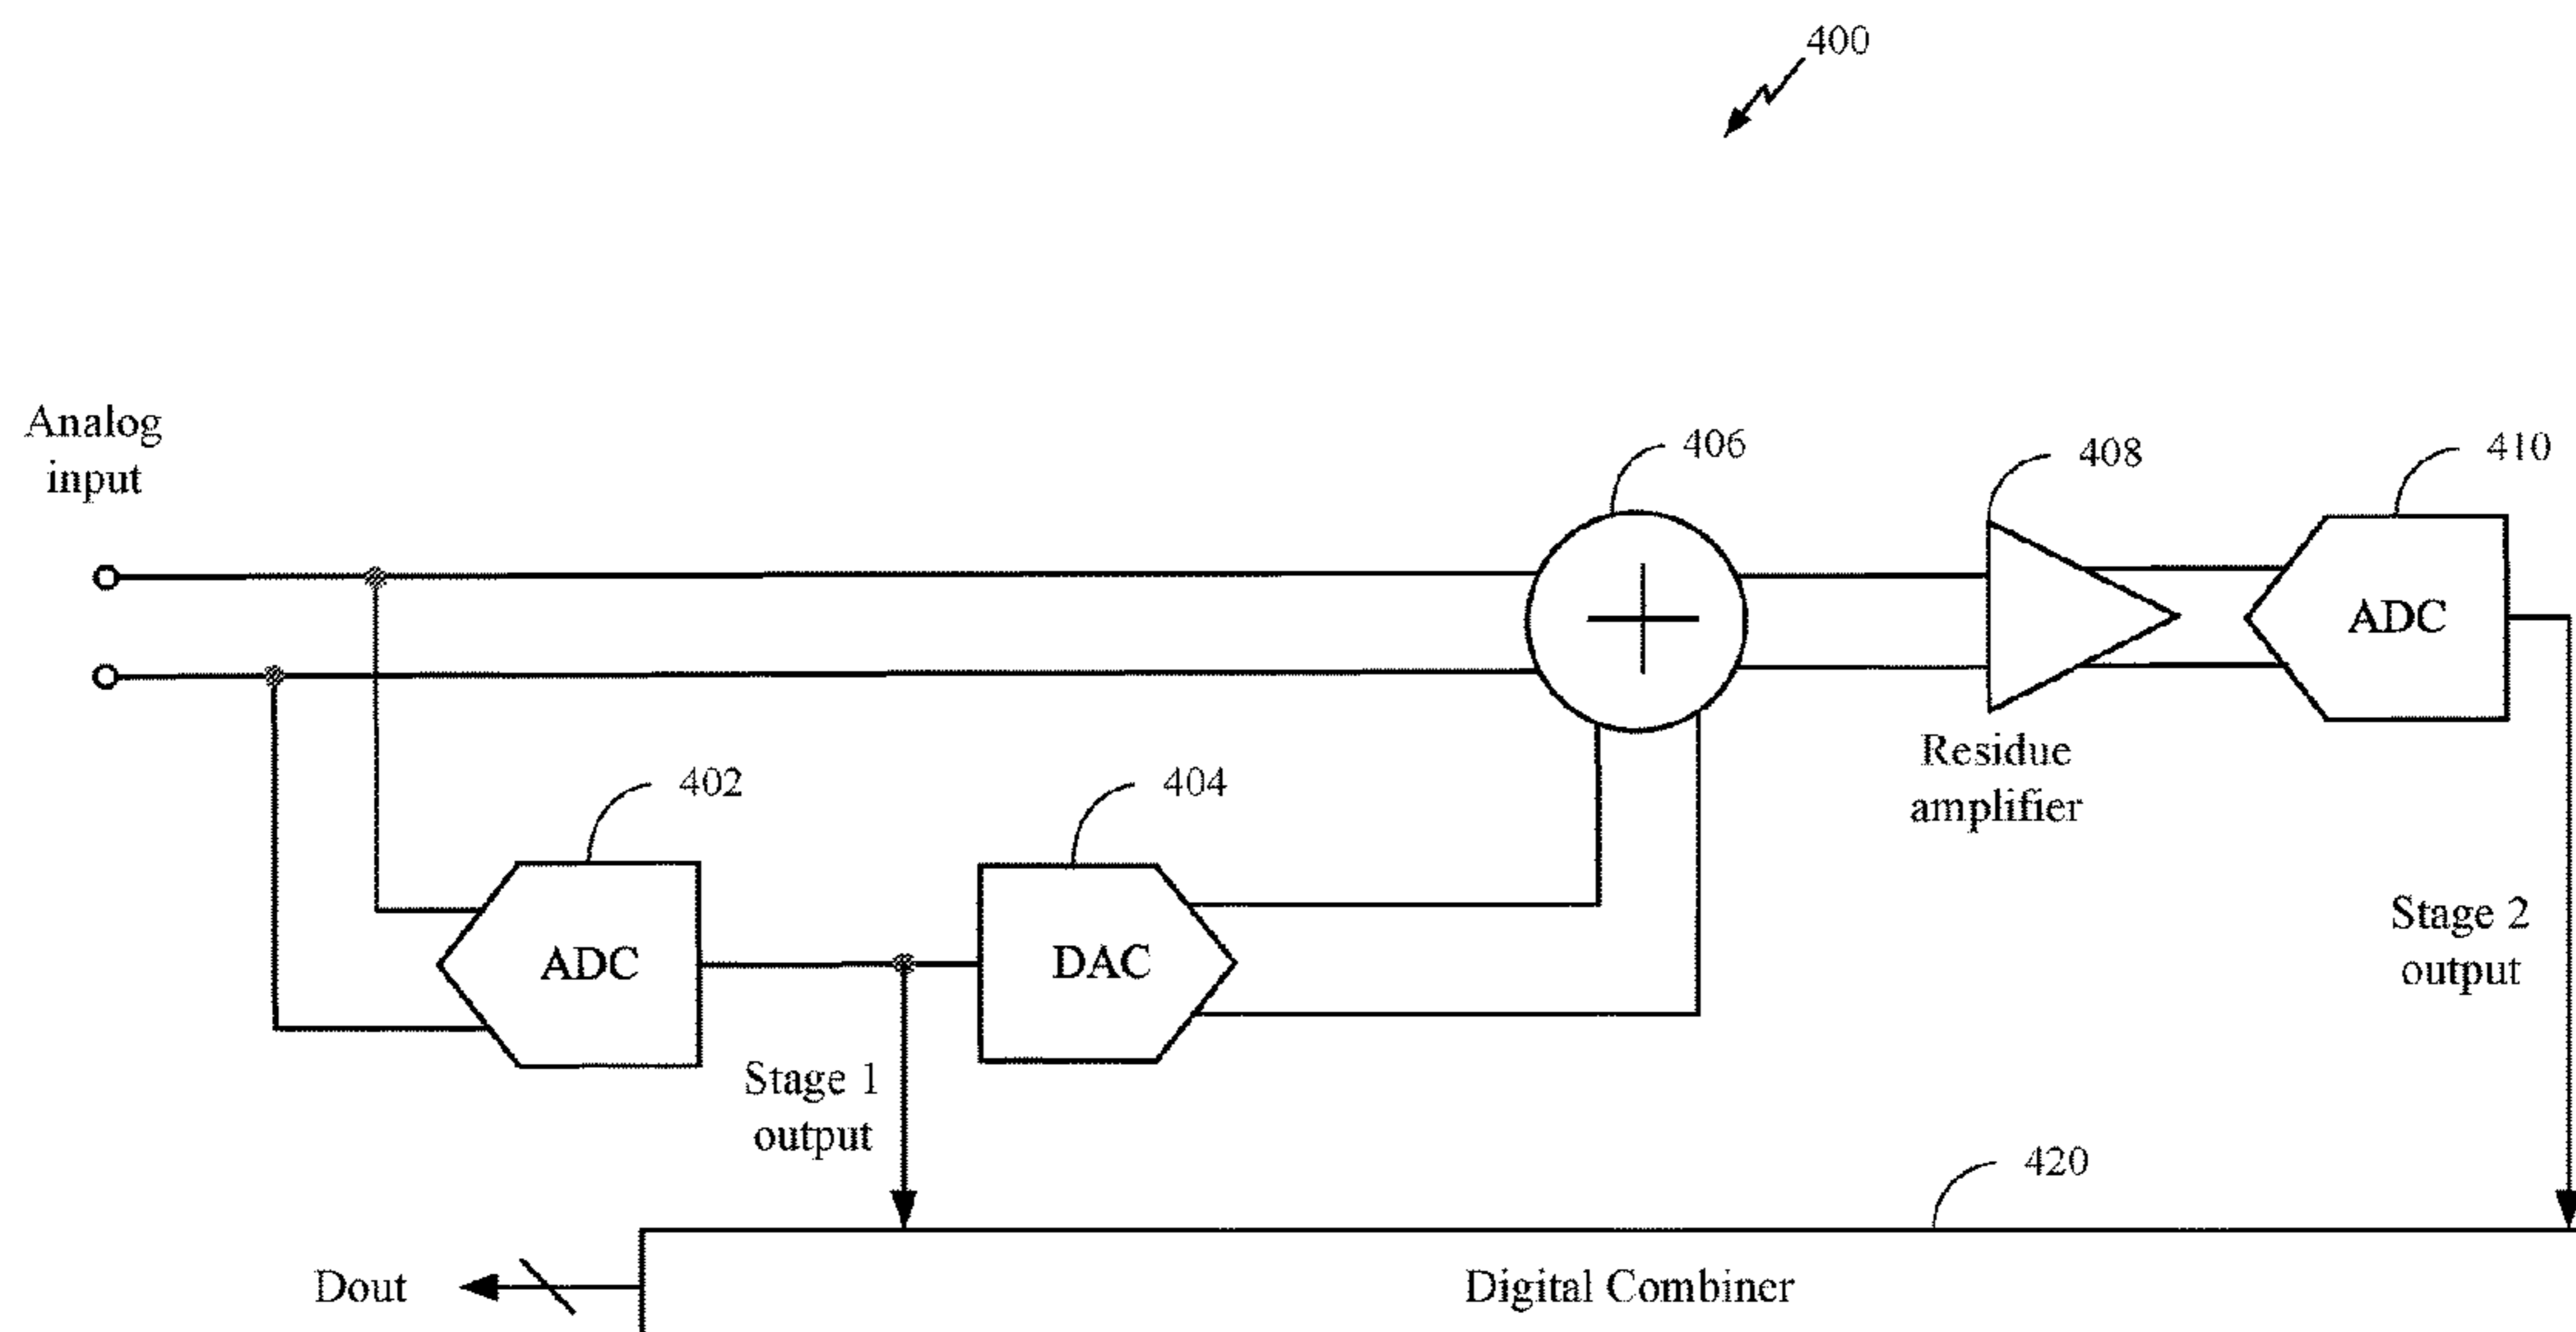 400
Analog
input
406
408
410
ADC
Residue
amplifier
402
404
Stage 2
output
ADC
DAC
Stage 1
output
420
Dout
Digital Combiner